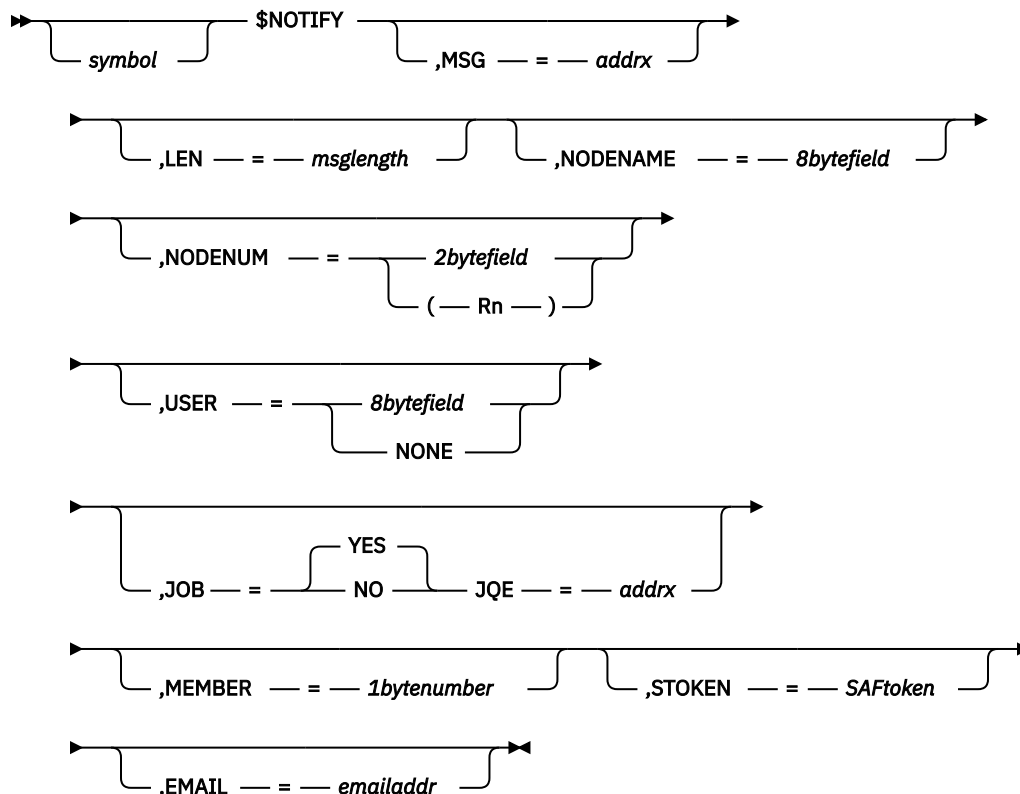 $NOTIFY
symbol ,MSG = addrx
,LEN = msglength ,NODENAME = 8bytefield
,NODENUM = 2bytefield
( Rn )
,USER = 8bytefield
NONE
YES
,JOB = NO JQE = addrx
,MEMBER = 1bytenumber ,STOKEN = SAFtoken
,EMAIL = emailaddr